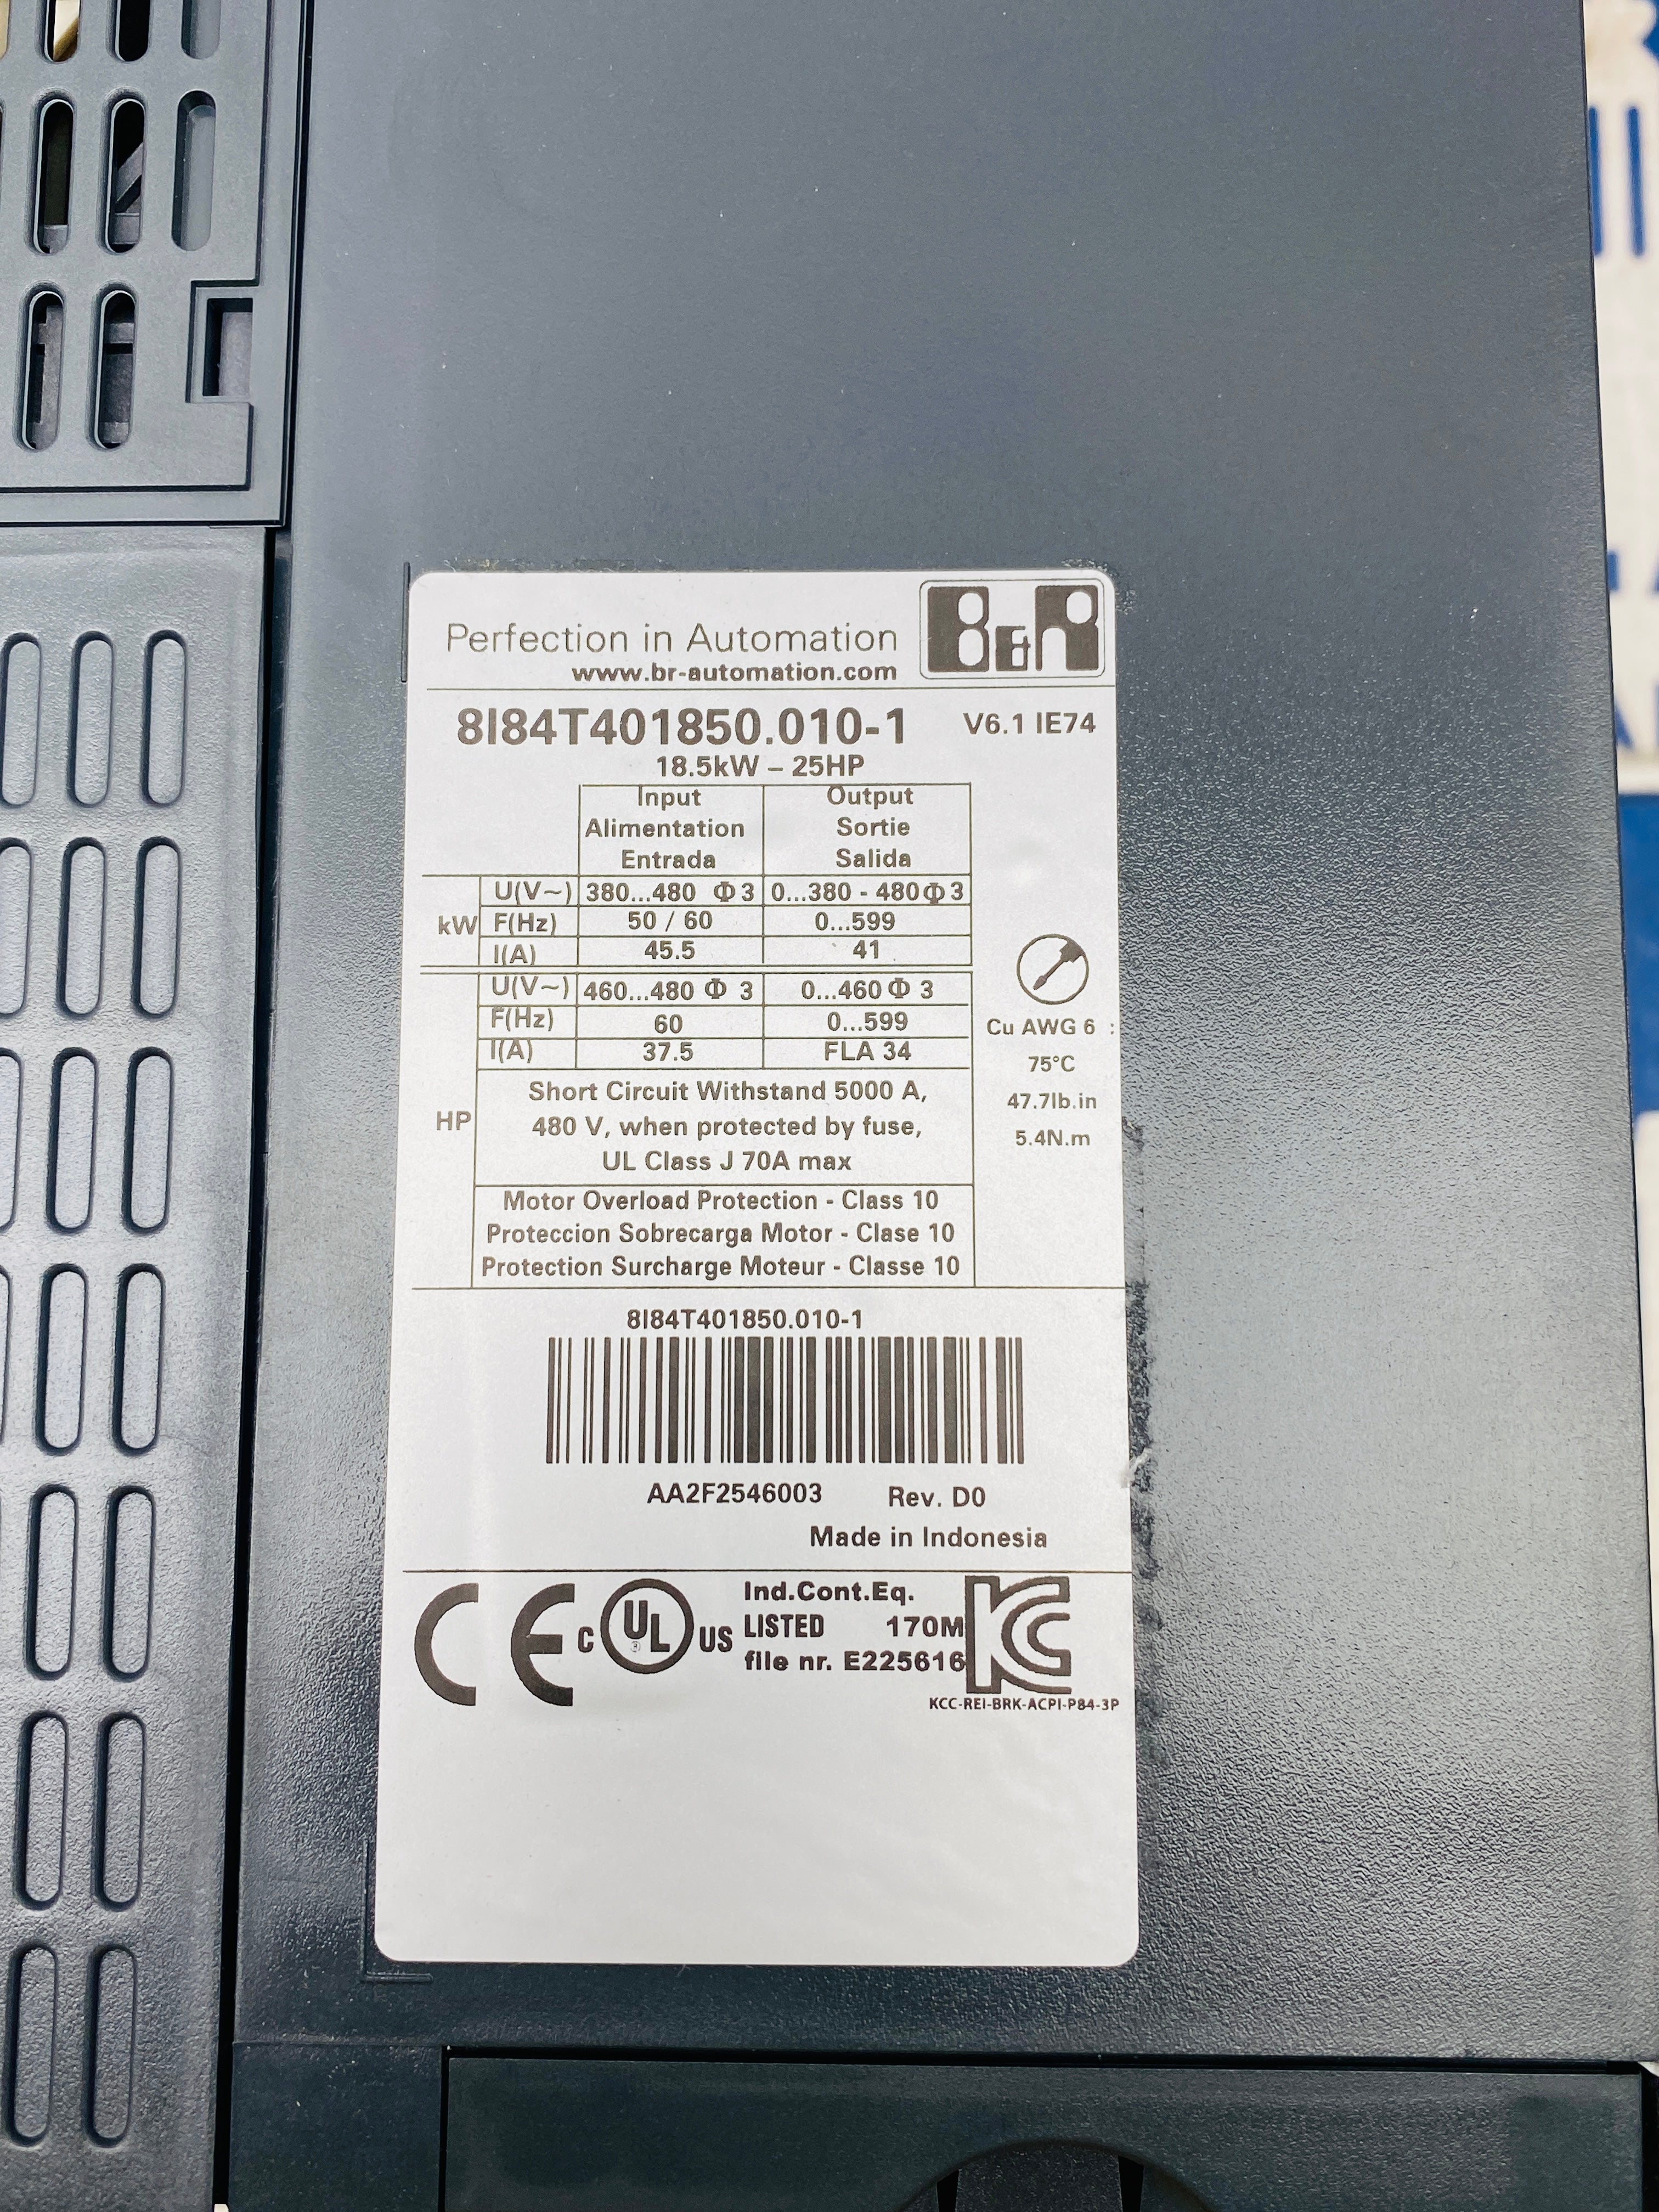 Perfection in Automation
www.br-automation.com
B&R
8I84T401850.010-1 V6.1 IE74
18.5kW – 25HP
Input Output
Alimentation Sortie
Entrada Salida
kW U(V~) 380...480 Φ 3 0...380 - 480Φ 3
F(Hz) 50 / 60 0...599
I(A) 45.5 41
HP U(V~) 460...480 Φ 3 0...460 Φ 3
F(Hz) 60 0...599
I(A) 37.5 FLA 34
Short Circuit Withstand 5000 A,
480 V, when protected by fuse,
UL Class J 70A max
Motor Overload Protection - Class 10
Proteccion Sobrecarga Motor - Clase 10
Protection Surcharge Moteur - Classe 10
Cu AWG 6 :
75°C
47.7lb.in
5.4N.m
8I84T401850.010-1
AA2F2546003 Rev. D0
Made in Indonesia
CE C UL US
Ind.Cont.Eq.
LISTED 170M
file nr. E225616
KC
KCC-REI-BRK-ACPI-P84-3P